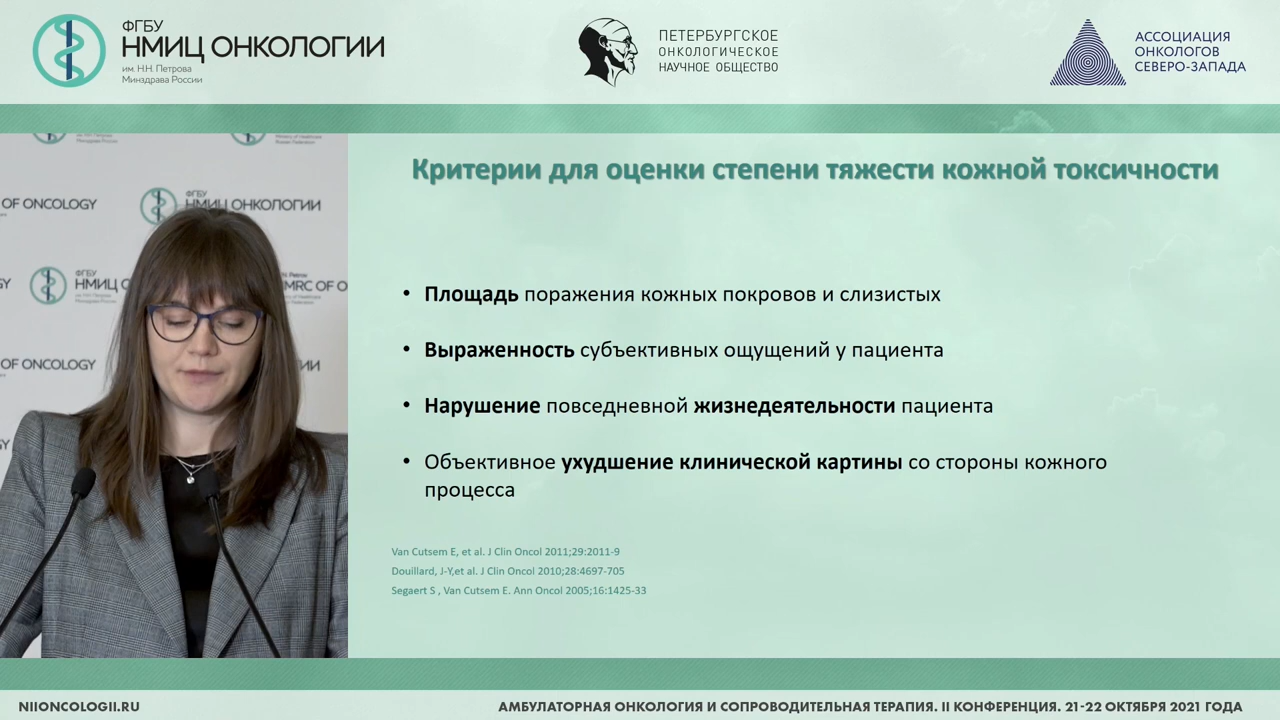 ФГБУ
НМИЦ ОНКОЛОГИИ
им. Н.Н. Петрова
Минздрава России
ПЕТЕРБУРГСКОЕ
ОНКОЛОГИЧЕСКОЕ
НАУЧНОЕ ОБЩЕСТВО
АССОЦИАЦИЯ
ОНКОЛОГОВ
СЕВЕРО-ЗАПАДА
OF ONCOLOGY
ФГБУ
НМИЦ ОНКОЛОГИИ
ФГБУ
НМИЦ
MRC OF O
OF ONCOLOGY
Критерии для оценки степени тяжести кожной токсичности
• Площадь поражения кожных покровов и слизистых
• Выраженность субъективных ощущений у пациента
• Нарушение повседневной жизнедеятельности пациента
• Объективное ухудшение клинической картины со стороны кожного
процесса
Van Cutsem E, et al. J Clin Oncol 2011;29:2011-9
Douillard, J-Y,et al. J Clin Oncol 2010;28:4697-705
Segaert S , Van Cutsem E. Ann Oncol 2005;16:1425-33
NIIONCOLOGII.RU
АМБУЛАТОРНАЯ ОНКОЛОГИЯ И СОПРОВОДИТЕЛЬНАЯ ТЕРАПИЯ. II КОНФЕРЕНЦИЯ. 21-22 ОКТЯБРЯ 2021 ГОДА